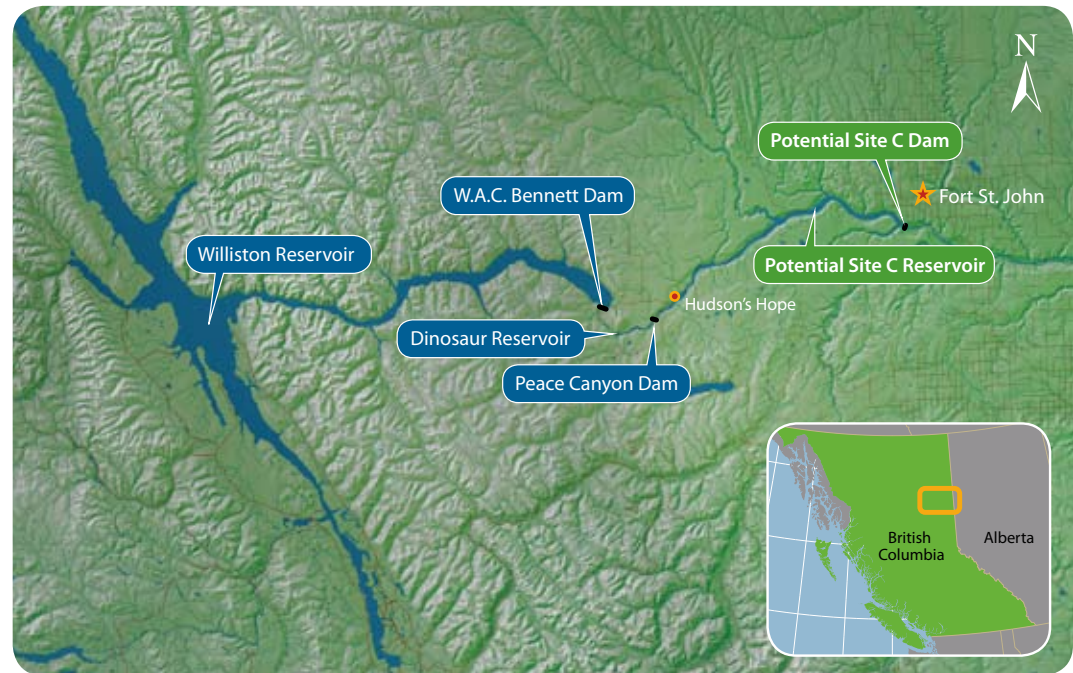 N
Potential Site C Dam
Fort St. John
W.A.C. Bennett Dam
Williston Reservoir
Potential Site C Reservoir
Hudson's Hope
Dinosaur Reservoir
Peace Canyon Dam
British
Columbia
Alberta